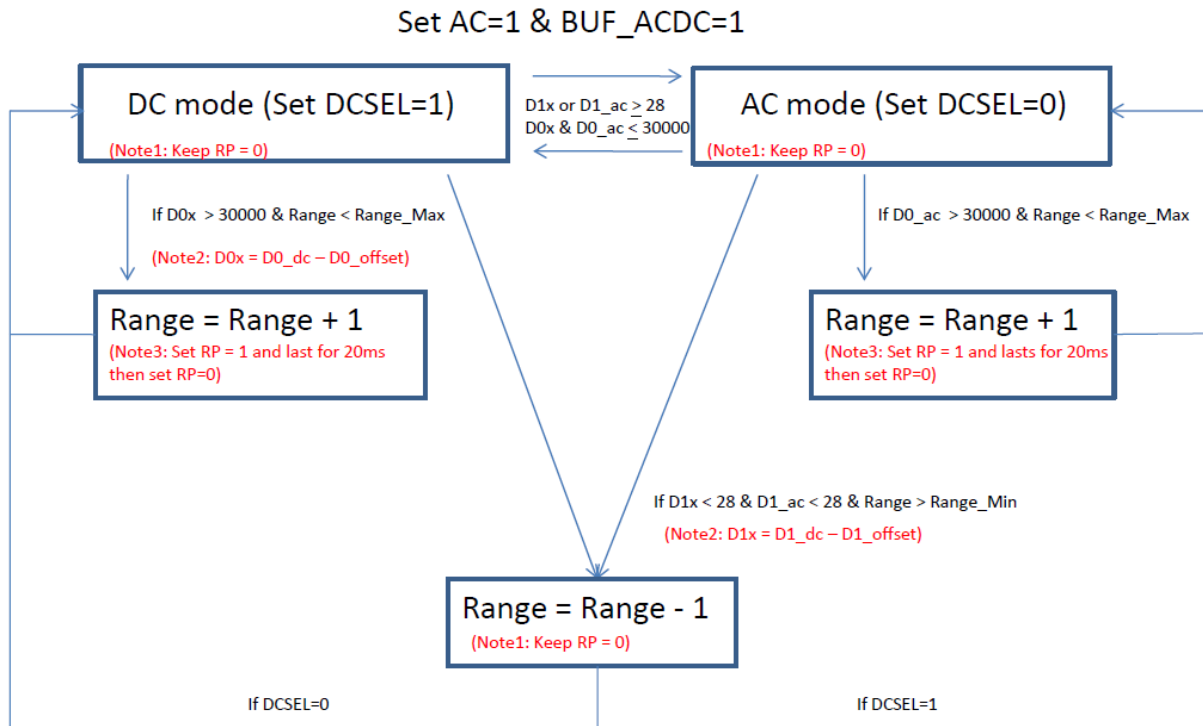 Set AC=1 & BUF_ACDC=1
DC mode (Set DCSEL=1)
(Note1: Keep RP = 0)
D1x or D1_ac ≥ 28
D0x & D0_ac ≤ 30000
AC mode (Set DCSEL=0)
(Note1: Keep RP = 0)
If D0x > 30000 & Range < Range_Max
(Note2: D0x = D0_dc – D0_offset)
If D0_ac > 30000 & Range < Range_Max
Range = Range + 1
(Note3: Set RP = 1 and last for 20ms
then set RP=0)
Range = Range + 1
(Note3: Set RP = 1 and lasts for 20ms
then set RP=0)
If D1x < 28 & D1_ac < 28 & Range > Range_Min
(Note2: D1x = D1_dc – D1_offset)
Range = Range - 1
(Note1: Keep RP = 0)
If DCSEL=0
If DCSEL=1